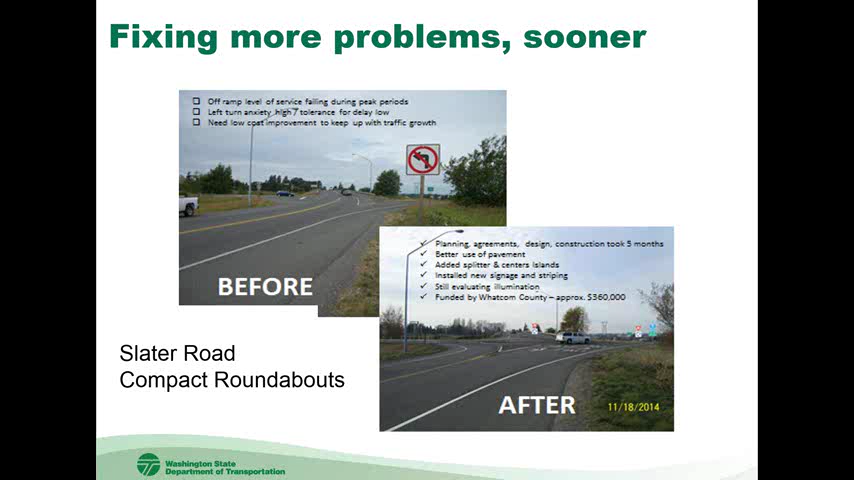 Fixing more problems, sooner
Off ramp level of service failing during peak periods
Left turn anxiety high/ tolerance for delay low
Need low cost improvement to keep up with traffic growth
BEFORE
Planning, agreements, design, construction took 5 months
Better use of pavement
Added splitter & centers islands
Installed new signage and striping
Still evaluating illumination
Funded by Whatcom County – approx. $360,000
AFTER
11/18/2014
Slater Road
Compact Roundabouts
Washington State
Department of Transportation